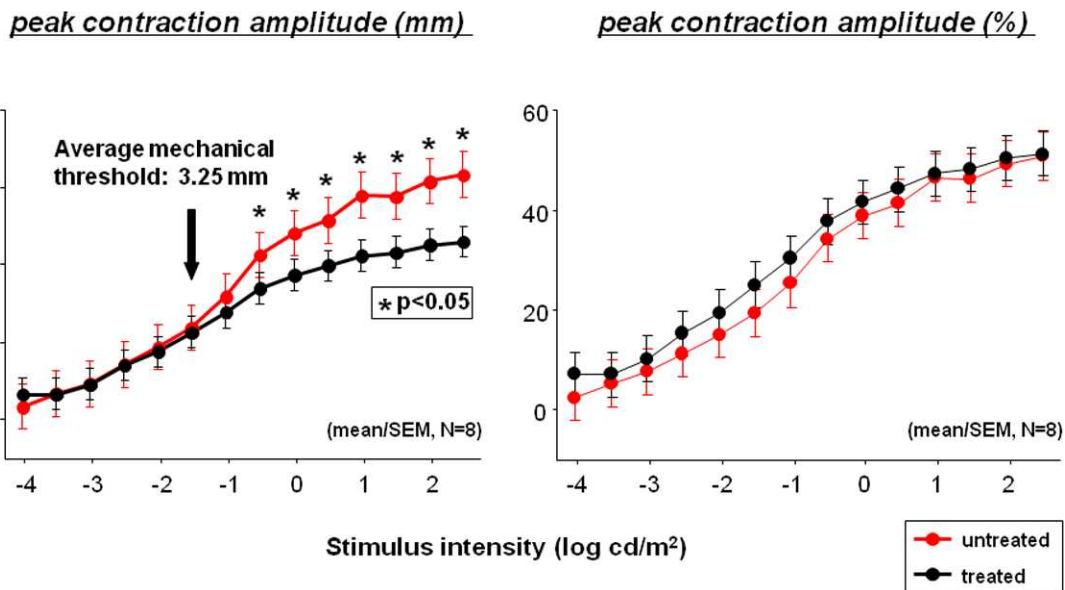 peak contraction amplitude (mm)
peak contraction amplitude (%)
Average mechanical
threshold: 3.25 mm
* * * * * * *
* p<0.05
(mean/SEM, N=8)
-4 -3 -2 -1 0 1 2
60
40
20
0
(mean/SEM, N=8)
-4 -3 -2 -1 0 1 2
Stimulus intensity (log cd/m²)
untreated
treated